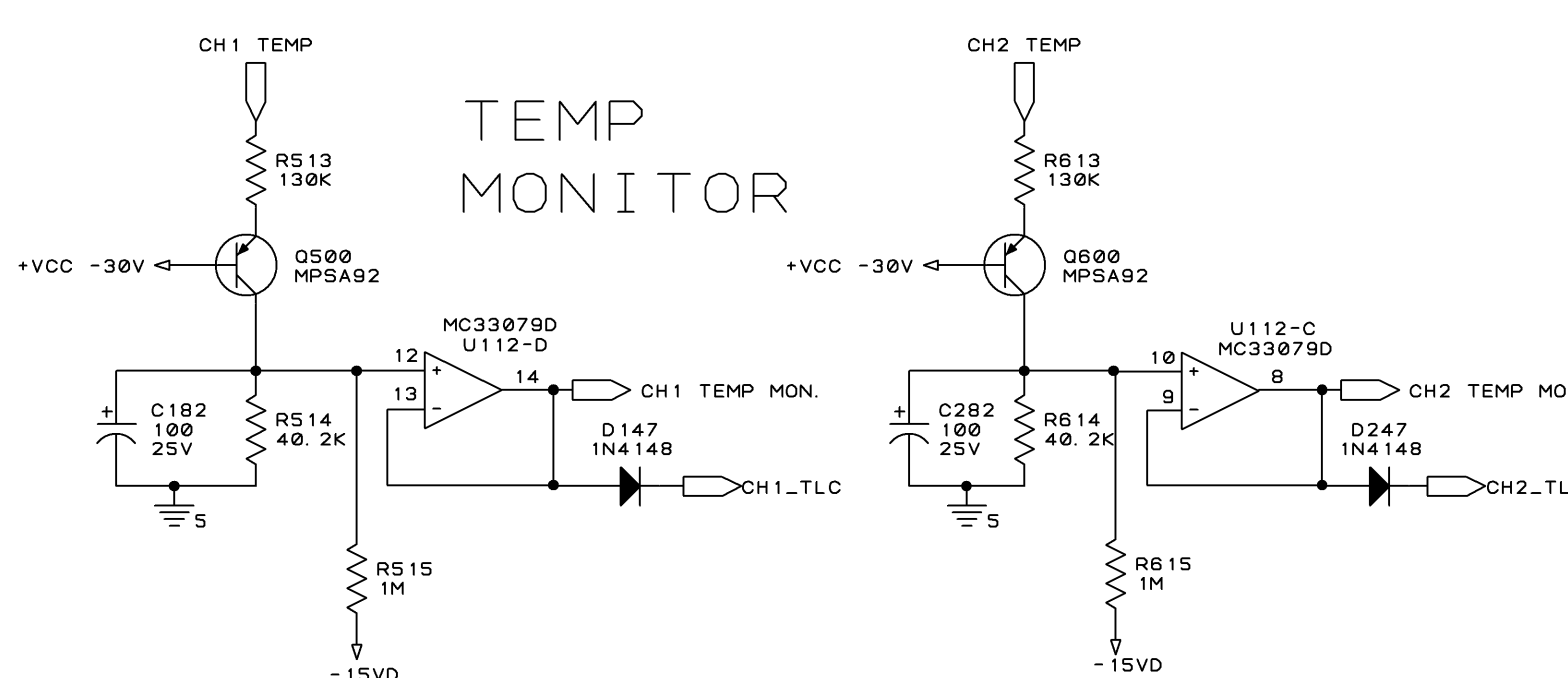 CH1 TEMP
CH2 TEMP
TEMP
MONITOR
R513
130K
R613
130K
+VCC -30V
Q500
MPSA92
+VCC -30V
Q600
MPSA92
MC33079D
U112-D
U112-C
MC33079D
12
+
14
13
-
CH1 TEMP MON.
10
+
8
9
-
CH2 TEMP MO
+
C182
100
25V
R514
40.2K
D147
1N4148
CH1_TLC
+
C282
100
25V
R614
40.2K
D247
1N4148
CH2_TL
S
S
R515
1M
R615
1M
-15VD
-15VD